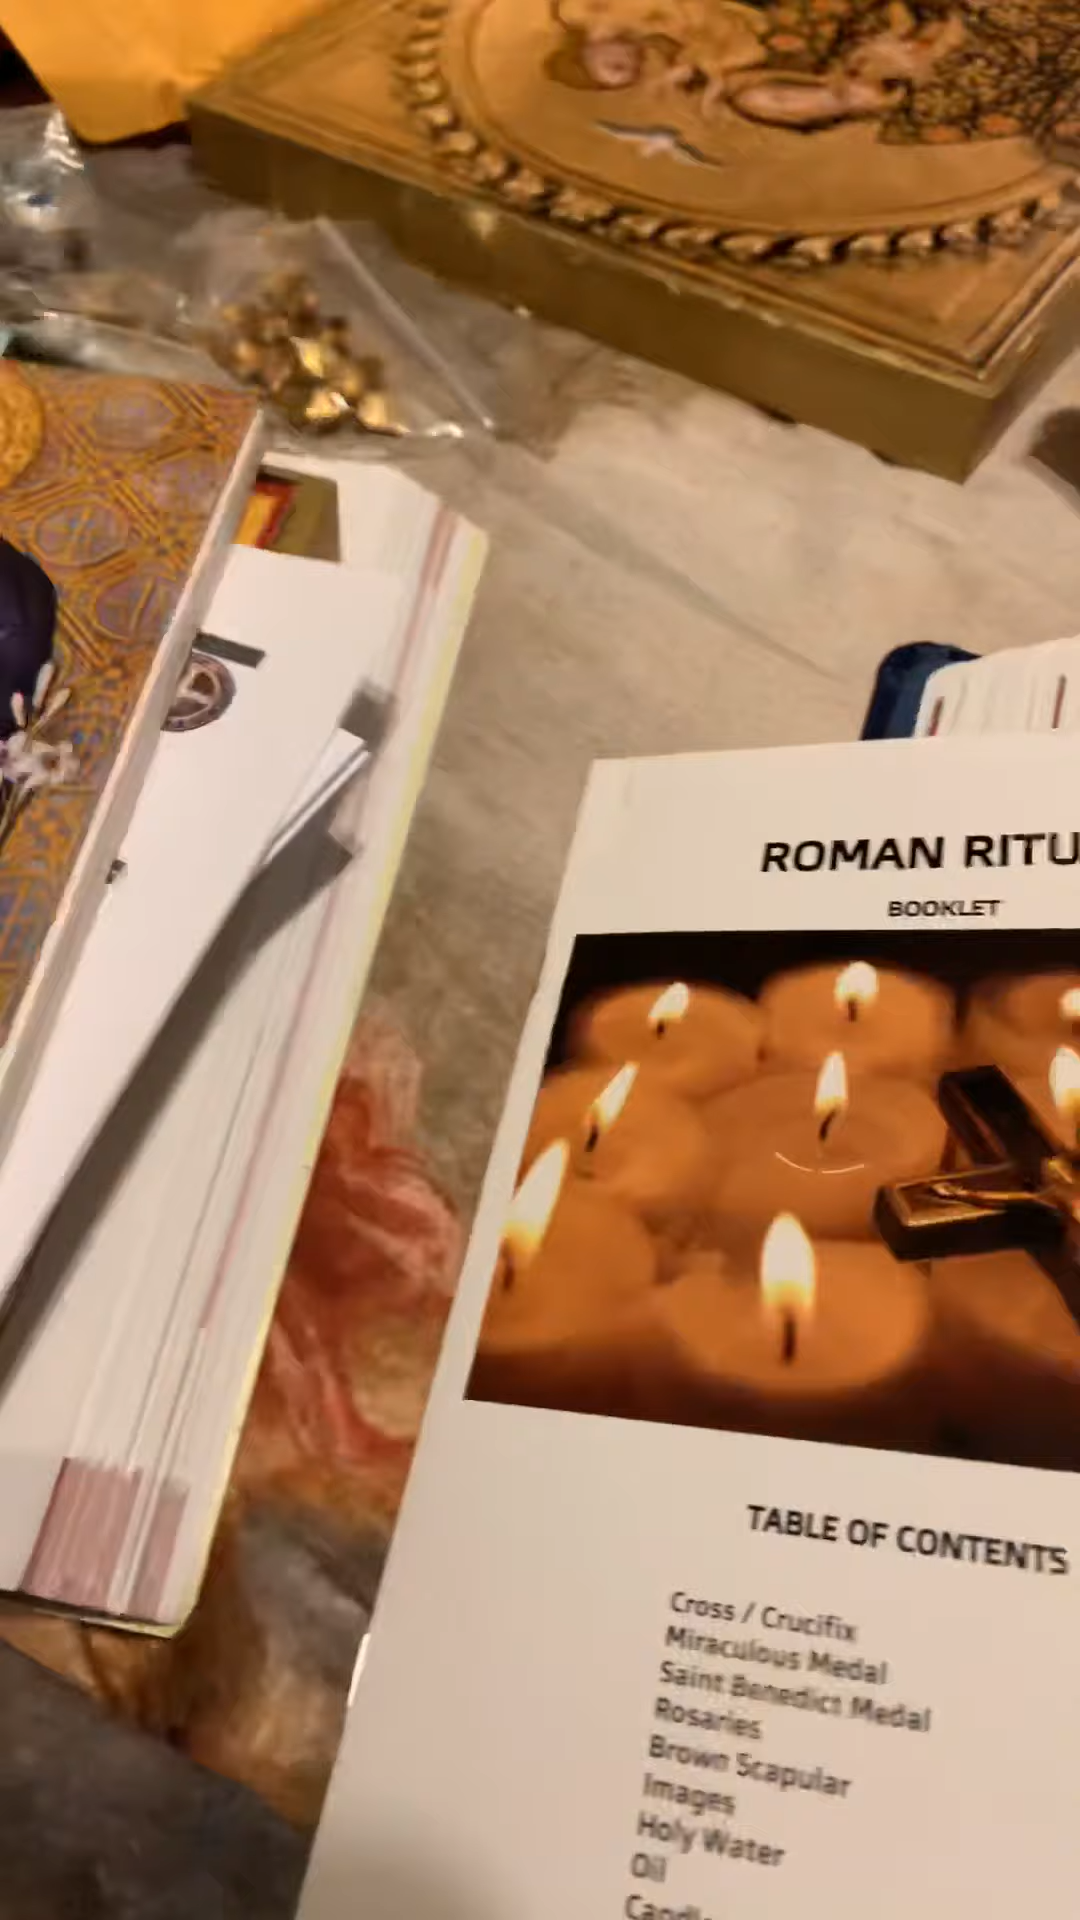 ROMAN RITU
BOOKLET
TABLE OF CONTENTS
Cross / Crucifix
Miraculous Medal
Saint Benedict Medal
Rosaries
Brown Scapular
Images
Holy Water
Oil
Candl